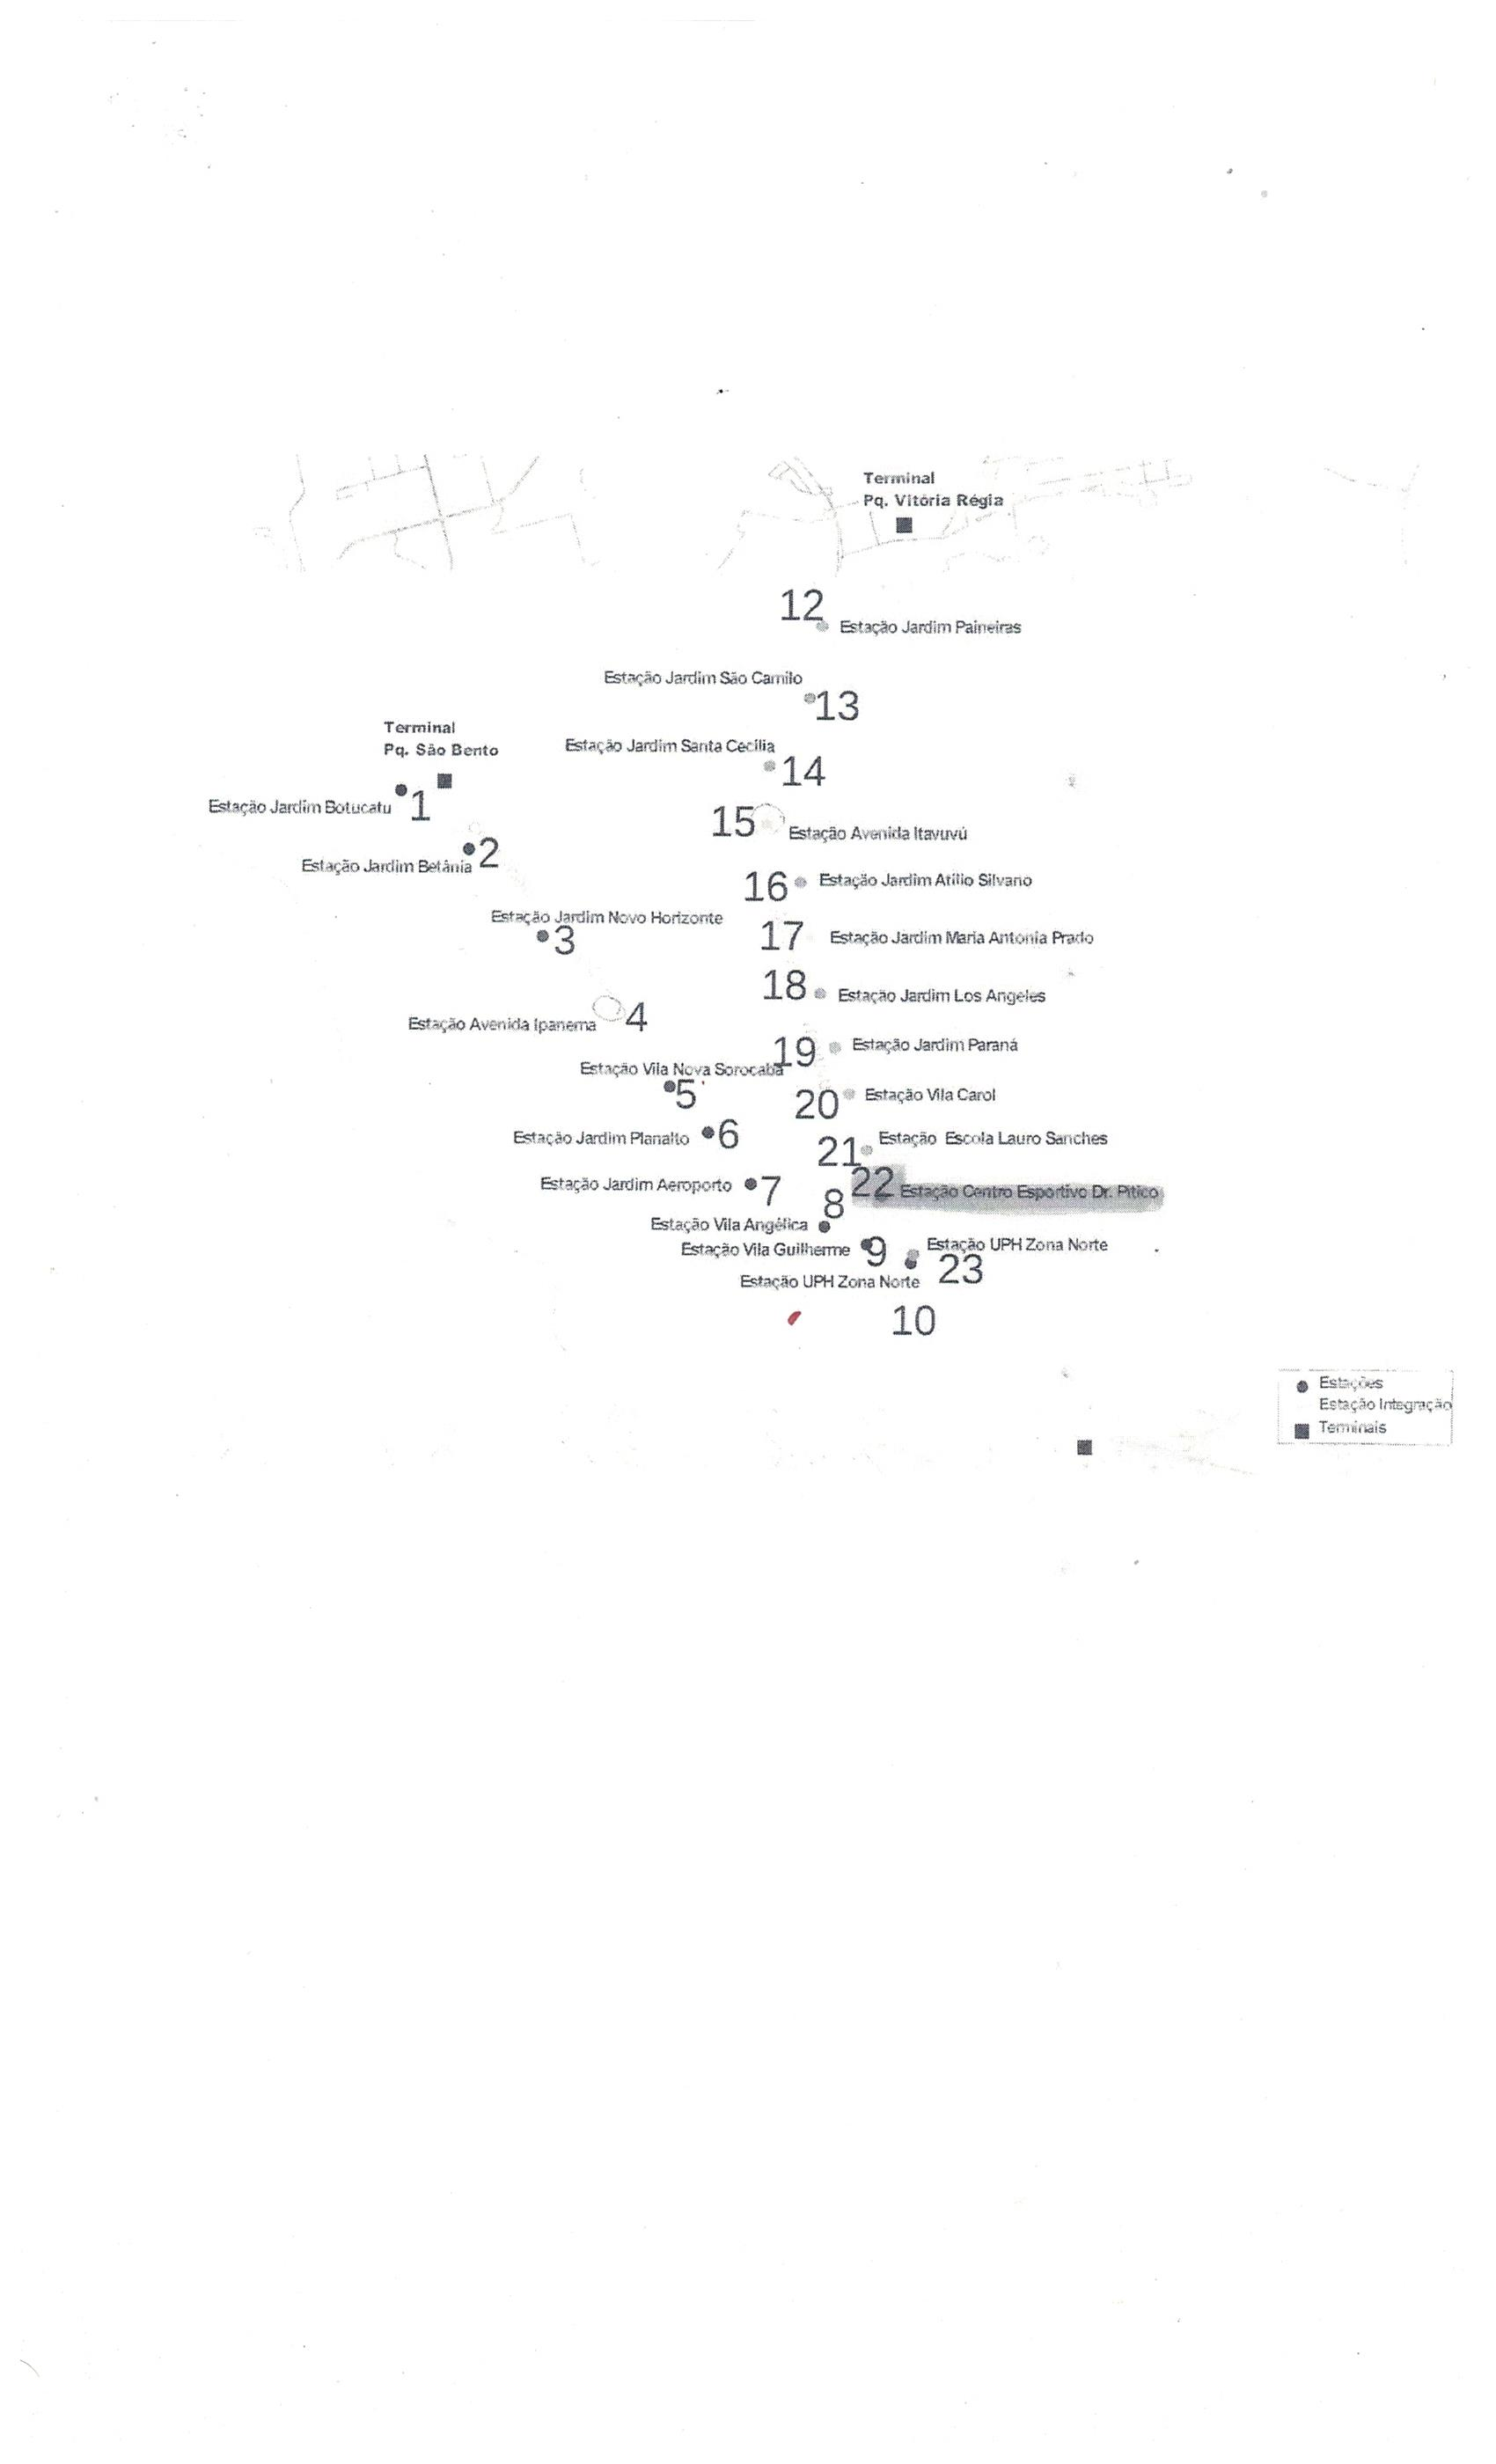 Terminal
Pq. Vitória Régia
12
Estação Jardim Paineiras
Estação Jardim São Camilo
13
Terminal
Pq. São Bento
Estação Jardim Santa Cecília
14
Estação Jardim Botucatu
1
15
Estação Avenida Itavuvú
2
Estação Jardim Betânia
16
Estação Jardim Atílio Silvano
Estação Jardim Novo Horizonte
3
17
Estação Jardim Maria Antonia Prado
18
Estação Jardim Los Angeles
4
Estação Avenida Ipanema
19
Estação Jardim Paraná
Estação Vila Nova Sorocaba
5
20
Estação Vila Carol
Estação Jardim Planalto
6
21
Estação Escola Lauro Sanches
Estação Jardim Aeroporto
7
22
Estação Centro Esportivo Dr. Pitico
8
Estação Vila Angélica
Estação Vila Guilherme
9
Estação UPH Zona Norte
23
Estação UPH Zona Norte
10
Estações
Estação Integração
Terminais